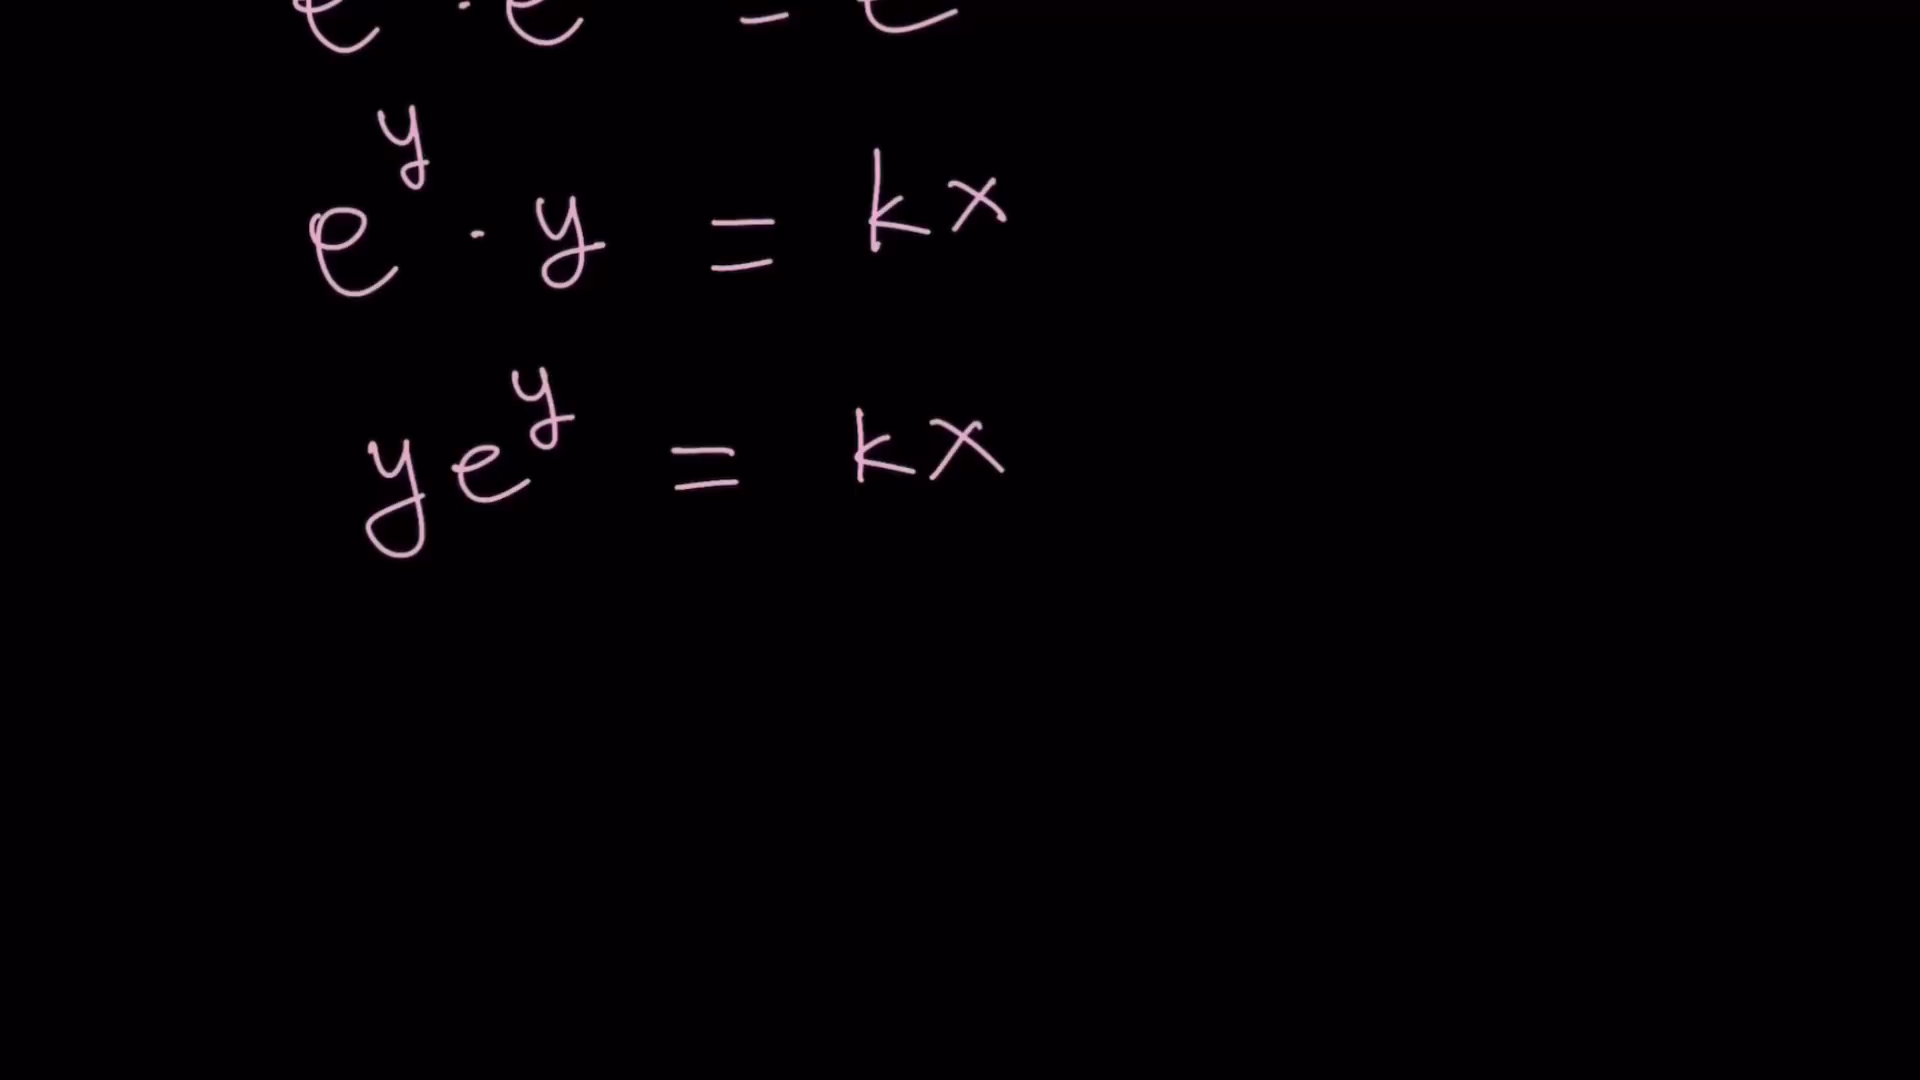 e^y · y = kx
ye^y = kx